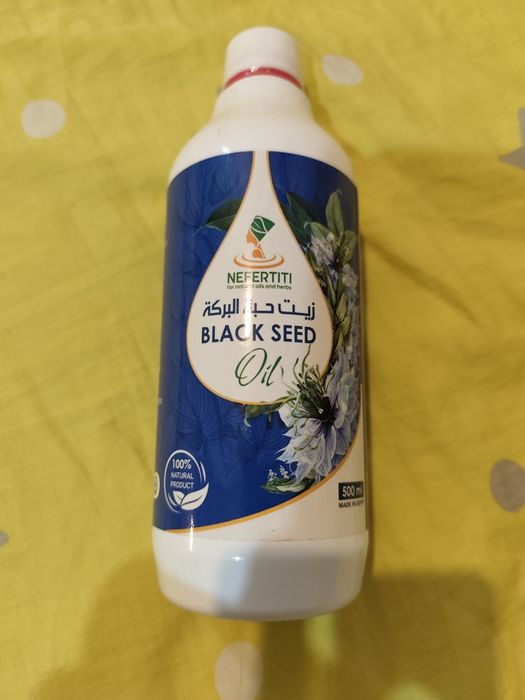 NEFERTITI
for natural oils and herbs
زيت حبة البركة
BLACK SEED
Oil
100%
NATURAL
PRODUCT
500 ml
MADE IN EGYPT